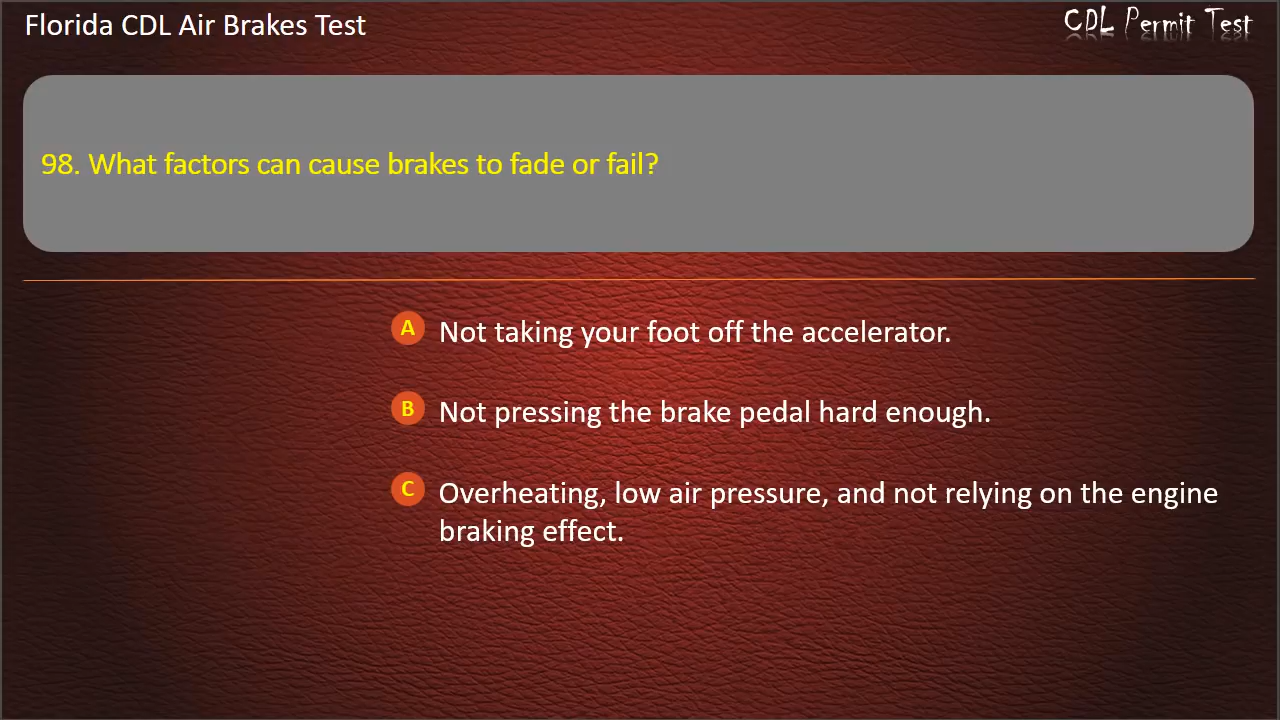 Florida CDL Air Brakes Test
CDL Permit Test
98. What factors can cause brakes to fade or fail?
A Not taking your foot off the accelerator.
B Not pressing the brake pedal hard enough.
C Overheating, low air pressure, and not relying on the engine
braking effect.